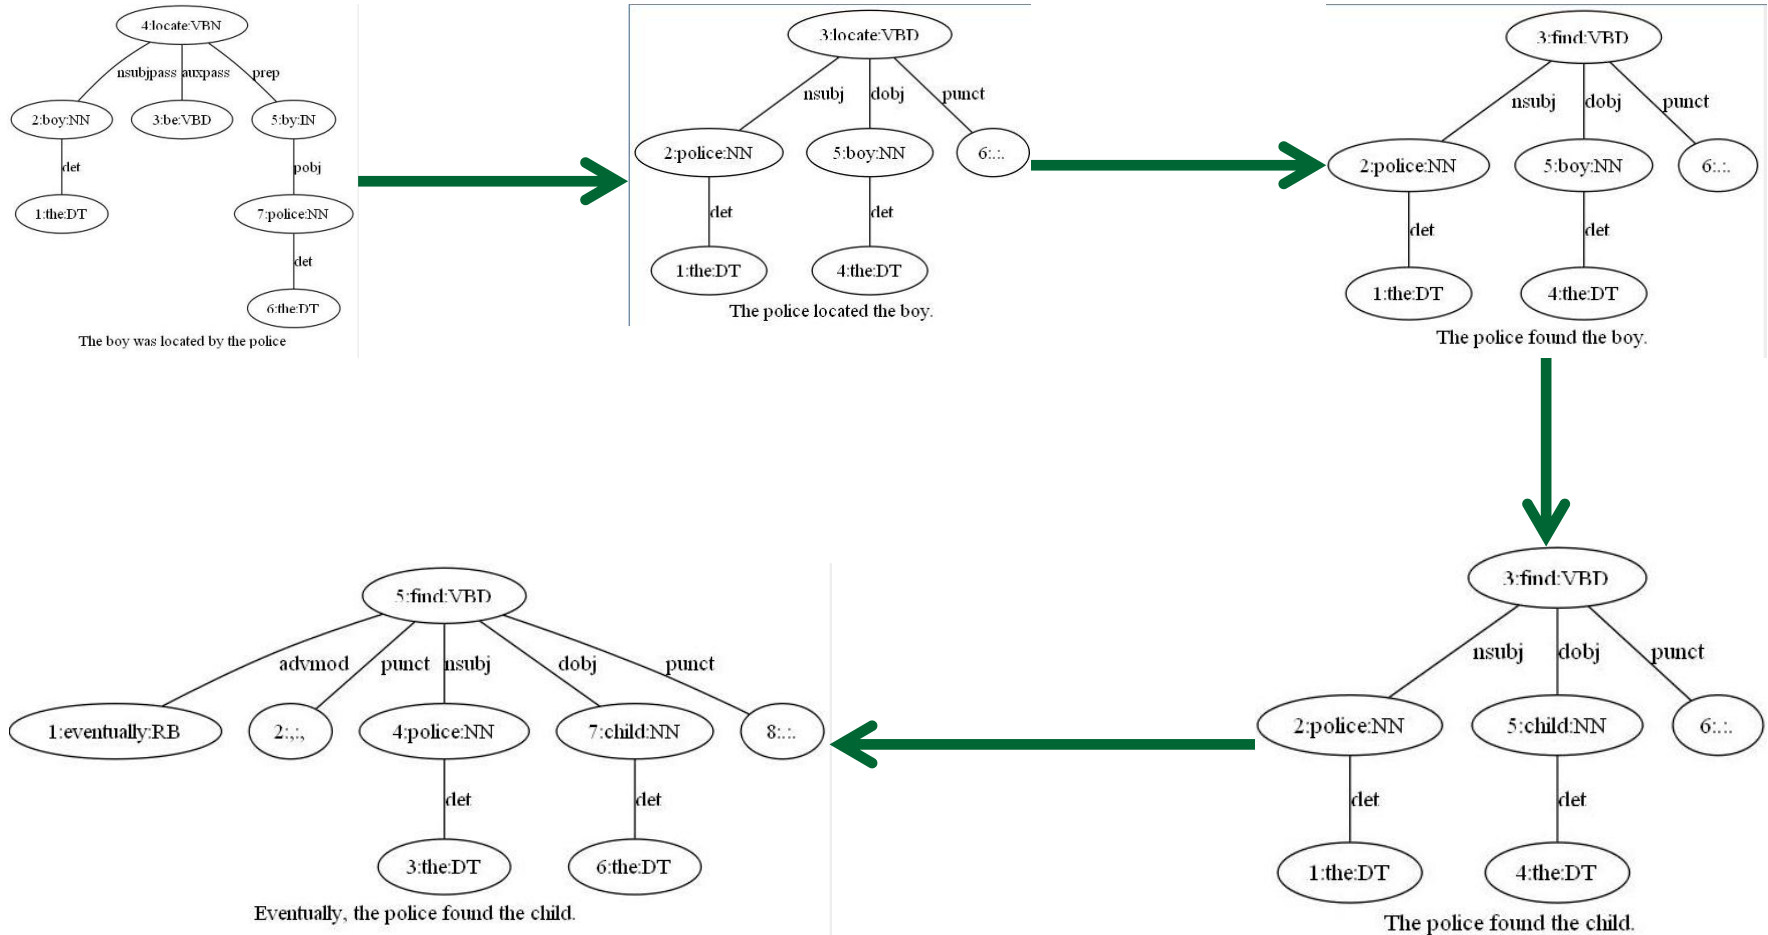 4:locate:VBN
nsubjpass auxpass prep
2:boy:NN 3:be:VBD 5:by:IN
det pobj
1:the:DT 7:police:NN
det
6:the:DT
The boy was located by the police
3:locate:VBD
nsubj dobj punct
2:police:NN 5:boy:NN 6:.:.
det det
1:the:DT 4:the:DT
The police located the boy.
3:find:VBD
nsubj dobj punct
2:police:NN 5:boy:NN 6:.:.
det det
1:the:DT 4:the:DT
The police found the boy.
3:find:VBD
nsubj dobj punct
2:police:NN 5:child:NN 6:.:.
det det
1:the:DT 4:the:DT
The police found the child.
5:find:VBD
advmod punct nsubj dobj punct
1:eventually:RB 2:,:, 4:police:NN 7:child:NN 8:.:.
det det
3:the:DT 6:the:DT
Eventually, the police found the child.